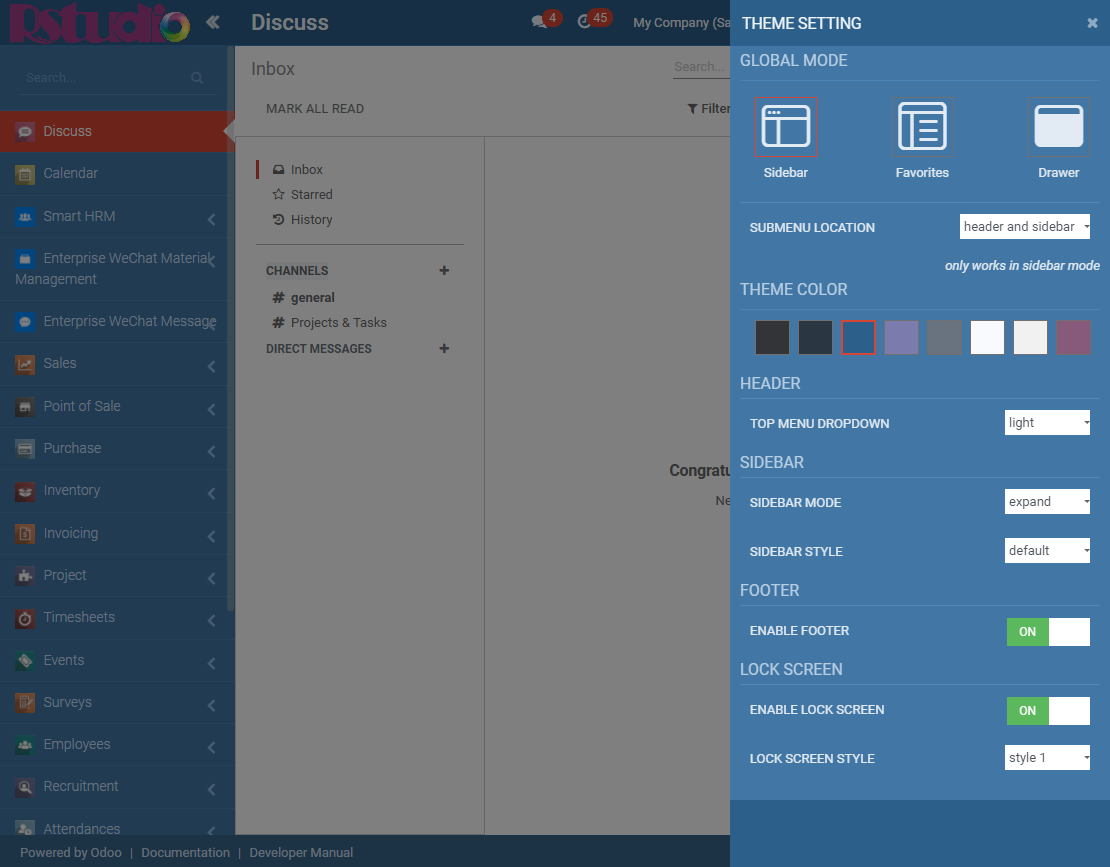 Rstudio
Discuss
4
45
My Company (Sa
Search...
Discuss
Calendar
Smart HRM
Enterprise WeChat Material
Management
Enterprise WeChat Message
Sales
Point of Sale
Purchase
Inventory
Invoicing
Project
Timesheets
Events
Surveys
Employees
Recruitment
Attendances
Inbox
Search...
MARK ALL READ
Filter
Inbox
Starred
History
CHANNELS
# general
# Projects & Tasks
DIRECT MESSAGES
Congratu
Ne
THEME SETTING
GLOBAL MODE
Sidebar
Favorites
Drawer
SUBMENU LOCATION
header and sidebar
only works in sidebar mode
THEME COLOR
HEADER
TOP MENU DROPDOWN
light
SIDEBAR
SIDEBAR MODE
expand
SIDEBAR STYLE
default
FOOTER
ENABLE FOOTER
ON
LOCK SCREEN
ENABLE LOCK SCREEN
ON
LOCK SCREEN STYLE
style 1
Powered by Odoo | Documentation | Developer Manual